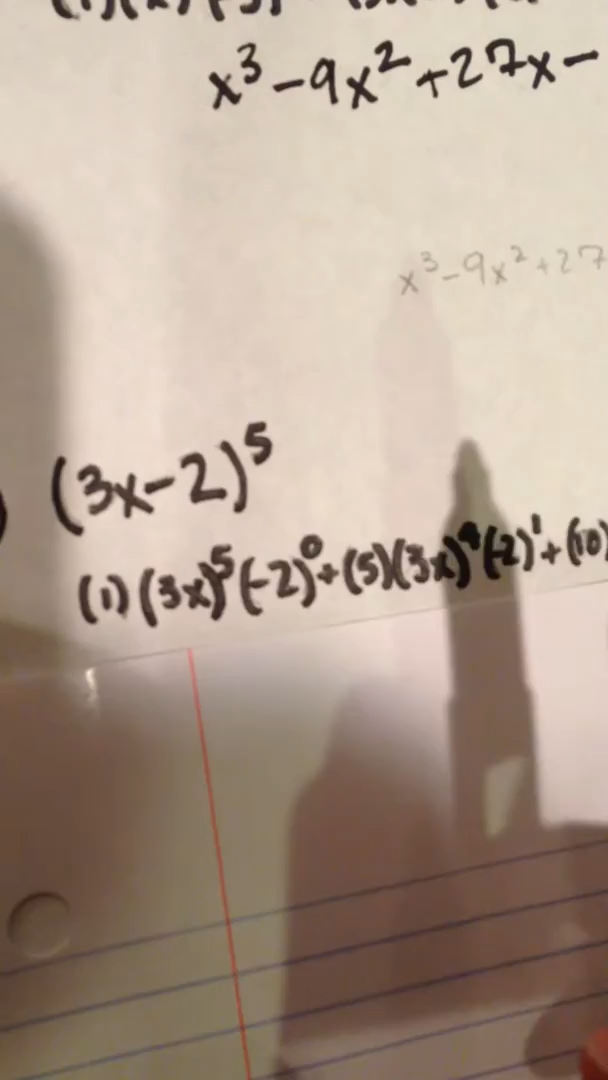 x³-9x²+27x-
x³-9x²+27
(3x-2)⁵
(1)(3x)⁵(-2)⁰+(5)(3x)⁴(-2)¹+(10)